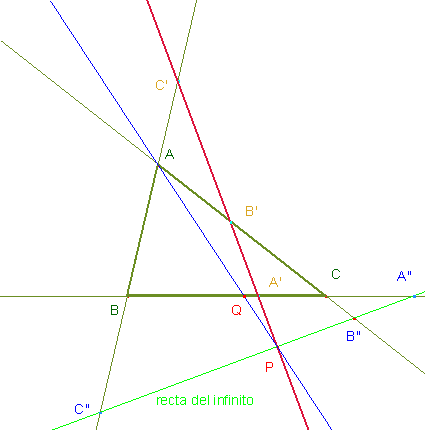 C'
A
B'
C
A"
A'
B
Q
B"
P
C"
recta del infinito